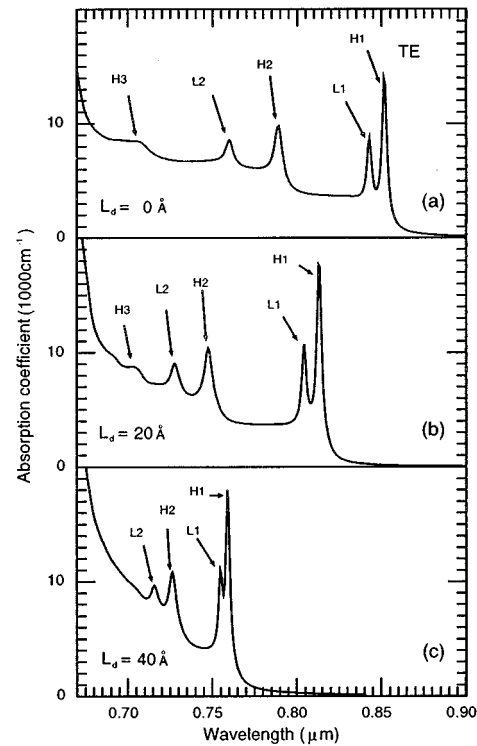 H1
TE
H3
L2
H2
L1
10
(a)
L_d = 0 Å
0
H1
H2
L2
H3
L1
10
(b)
L_d = 20 Å
0
H1
H2
L2
L1
10
(c)
L_d = 40 Å
0
0.70 0.75 0.80 0.85 0.90
Wavelength (μm)
Absorption coefficient (1000cm⁻¹)